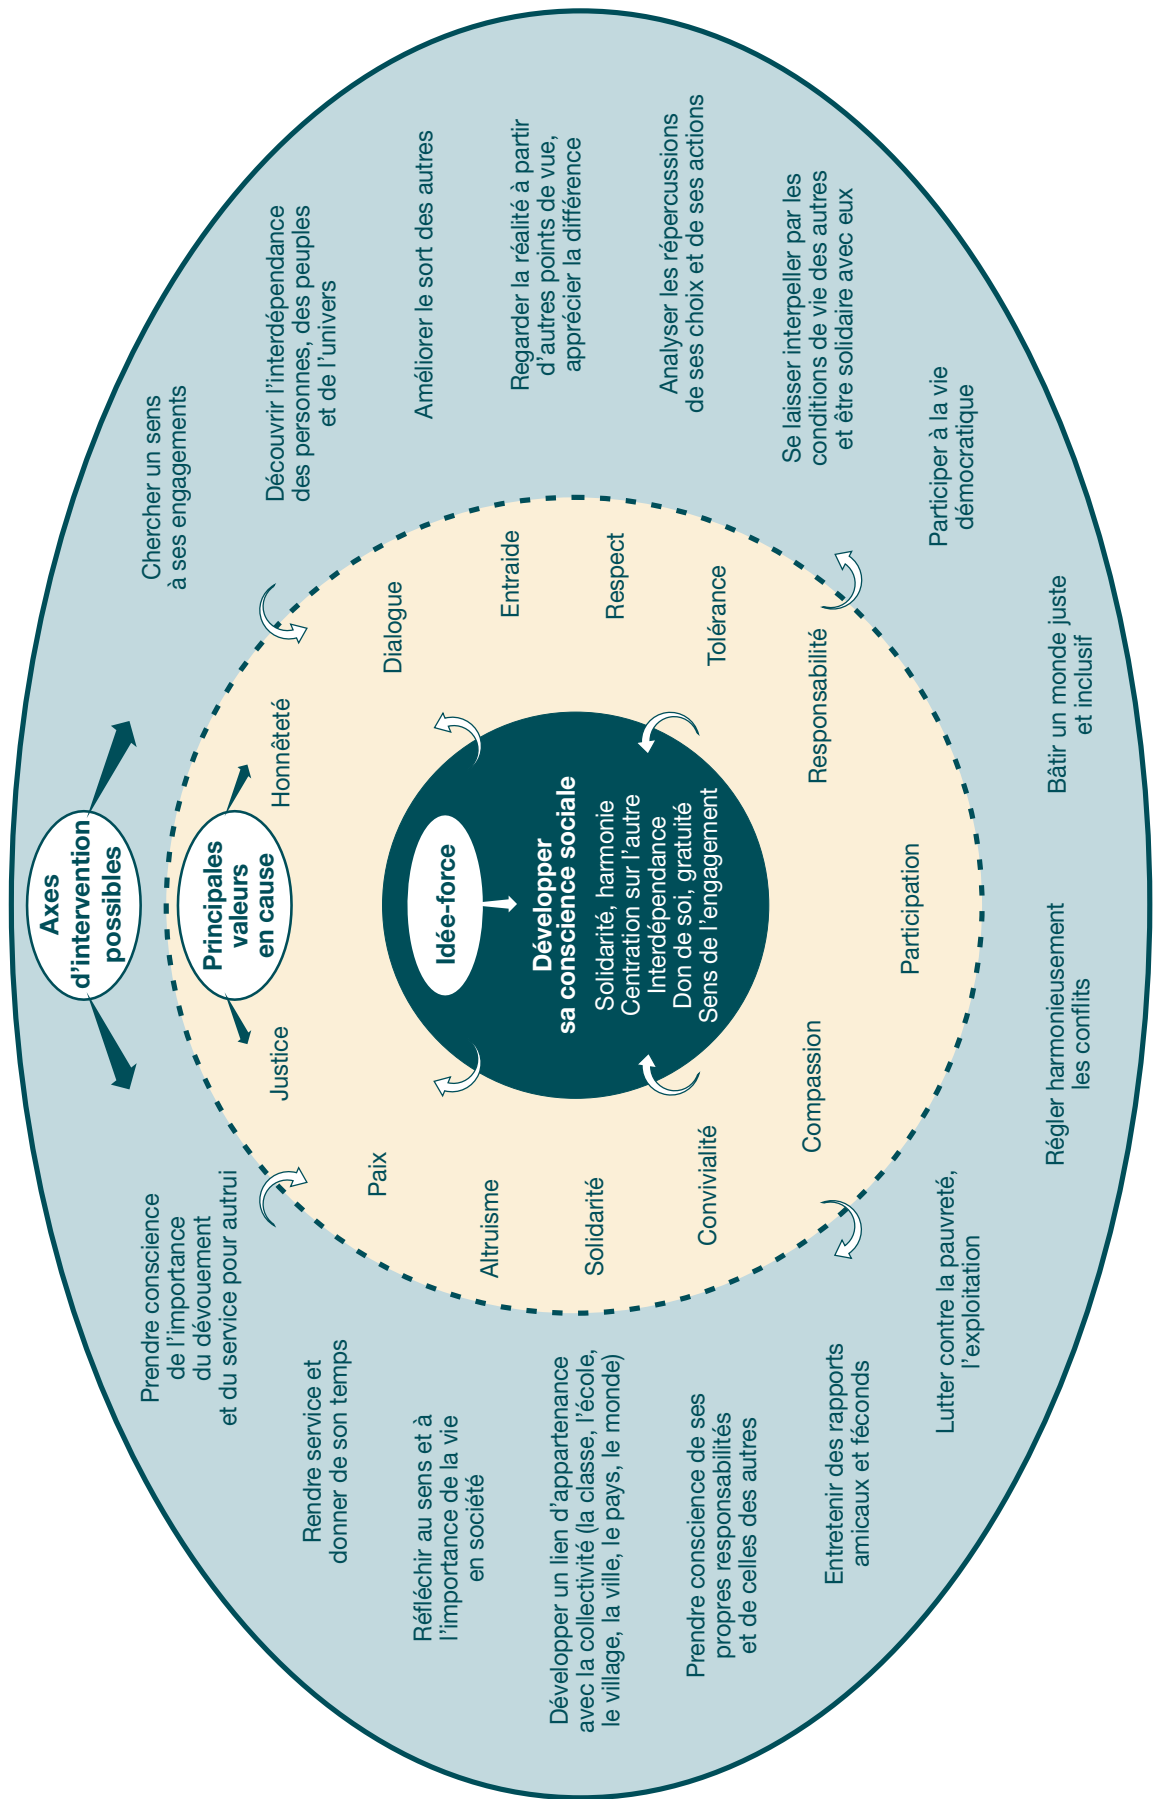 Axes
d’intervention
possibles
Principales
valeurs
en cause
Idée-force
Développer
sa conscience sociale
Solidarité, harmonie
Centration sur l’autre
Interdépendance
Don de soi, gratuité
Sens de l’engagement
Justice
Honnêteté
Paix
Dialogue
Altruisme
Entraide
Solidarité
Respect
Convivialité
Tolérance
Compassion
Responsabilité
Participation
Prendre conscience
de l’importance
du dévouement
et du service pour autrui
Chercher un sens
à ses engagements
Rendre service et
donner de son temps
Découvrir l’interdépendance
des personnes, des peuples
et de l’univers
Réfléchir au sens et à
l’importance de la vie
en société
Améliorer le sort des autres
Développer un lien d’appartenance
avec la collectivité (la classe, l’école,
le village, la ville, le pays, le monde)
Regarder la réalité à partir
d’autres points de vue,
apprécier la différence
Prendre conscience de ses
propres responsabilités
et de celles des autres
Analyser les répercussions
de ses choix et de ses actions
Entretenir des rapports
amicaux et féconds
Se laisser interpeller par les
conditions de vie des autres
et être solidaire avec eux
Lutter contre la pauvreté,
l’exploitation
Participer à la vie
démocratique
Régler harmonieusement
les conflits
Bâtir un monde juste
et inclusif